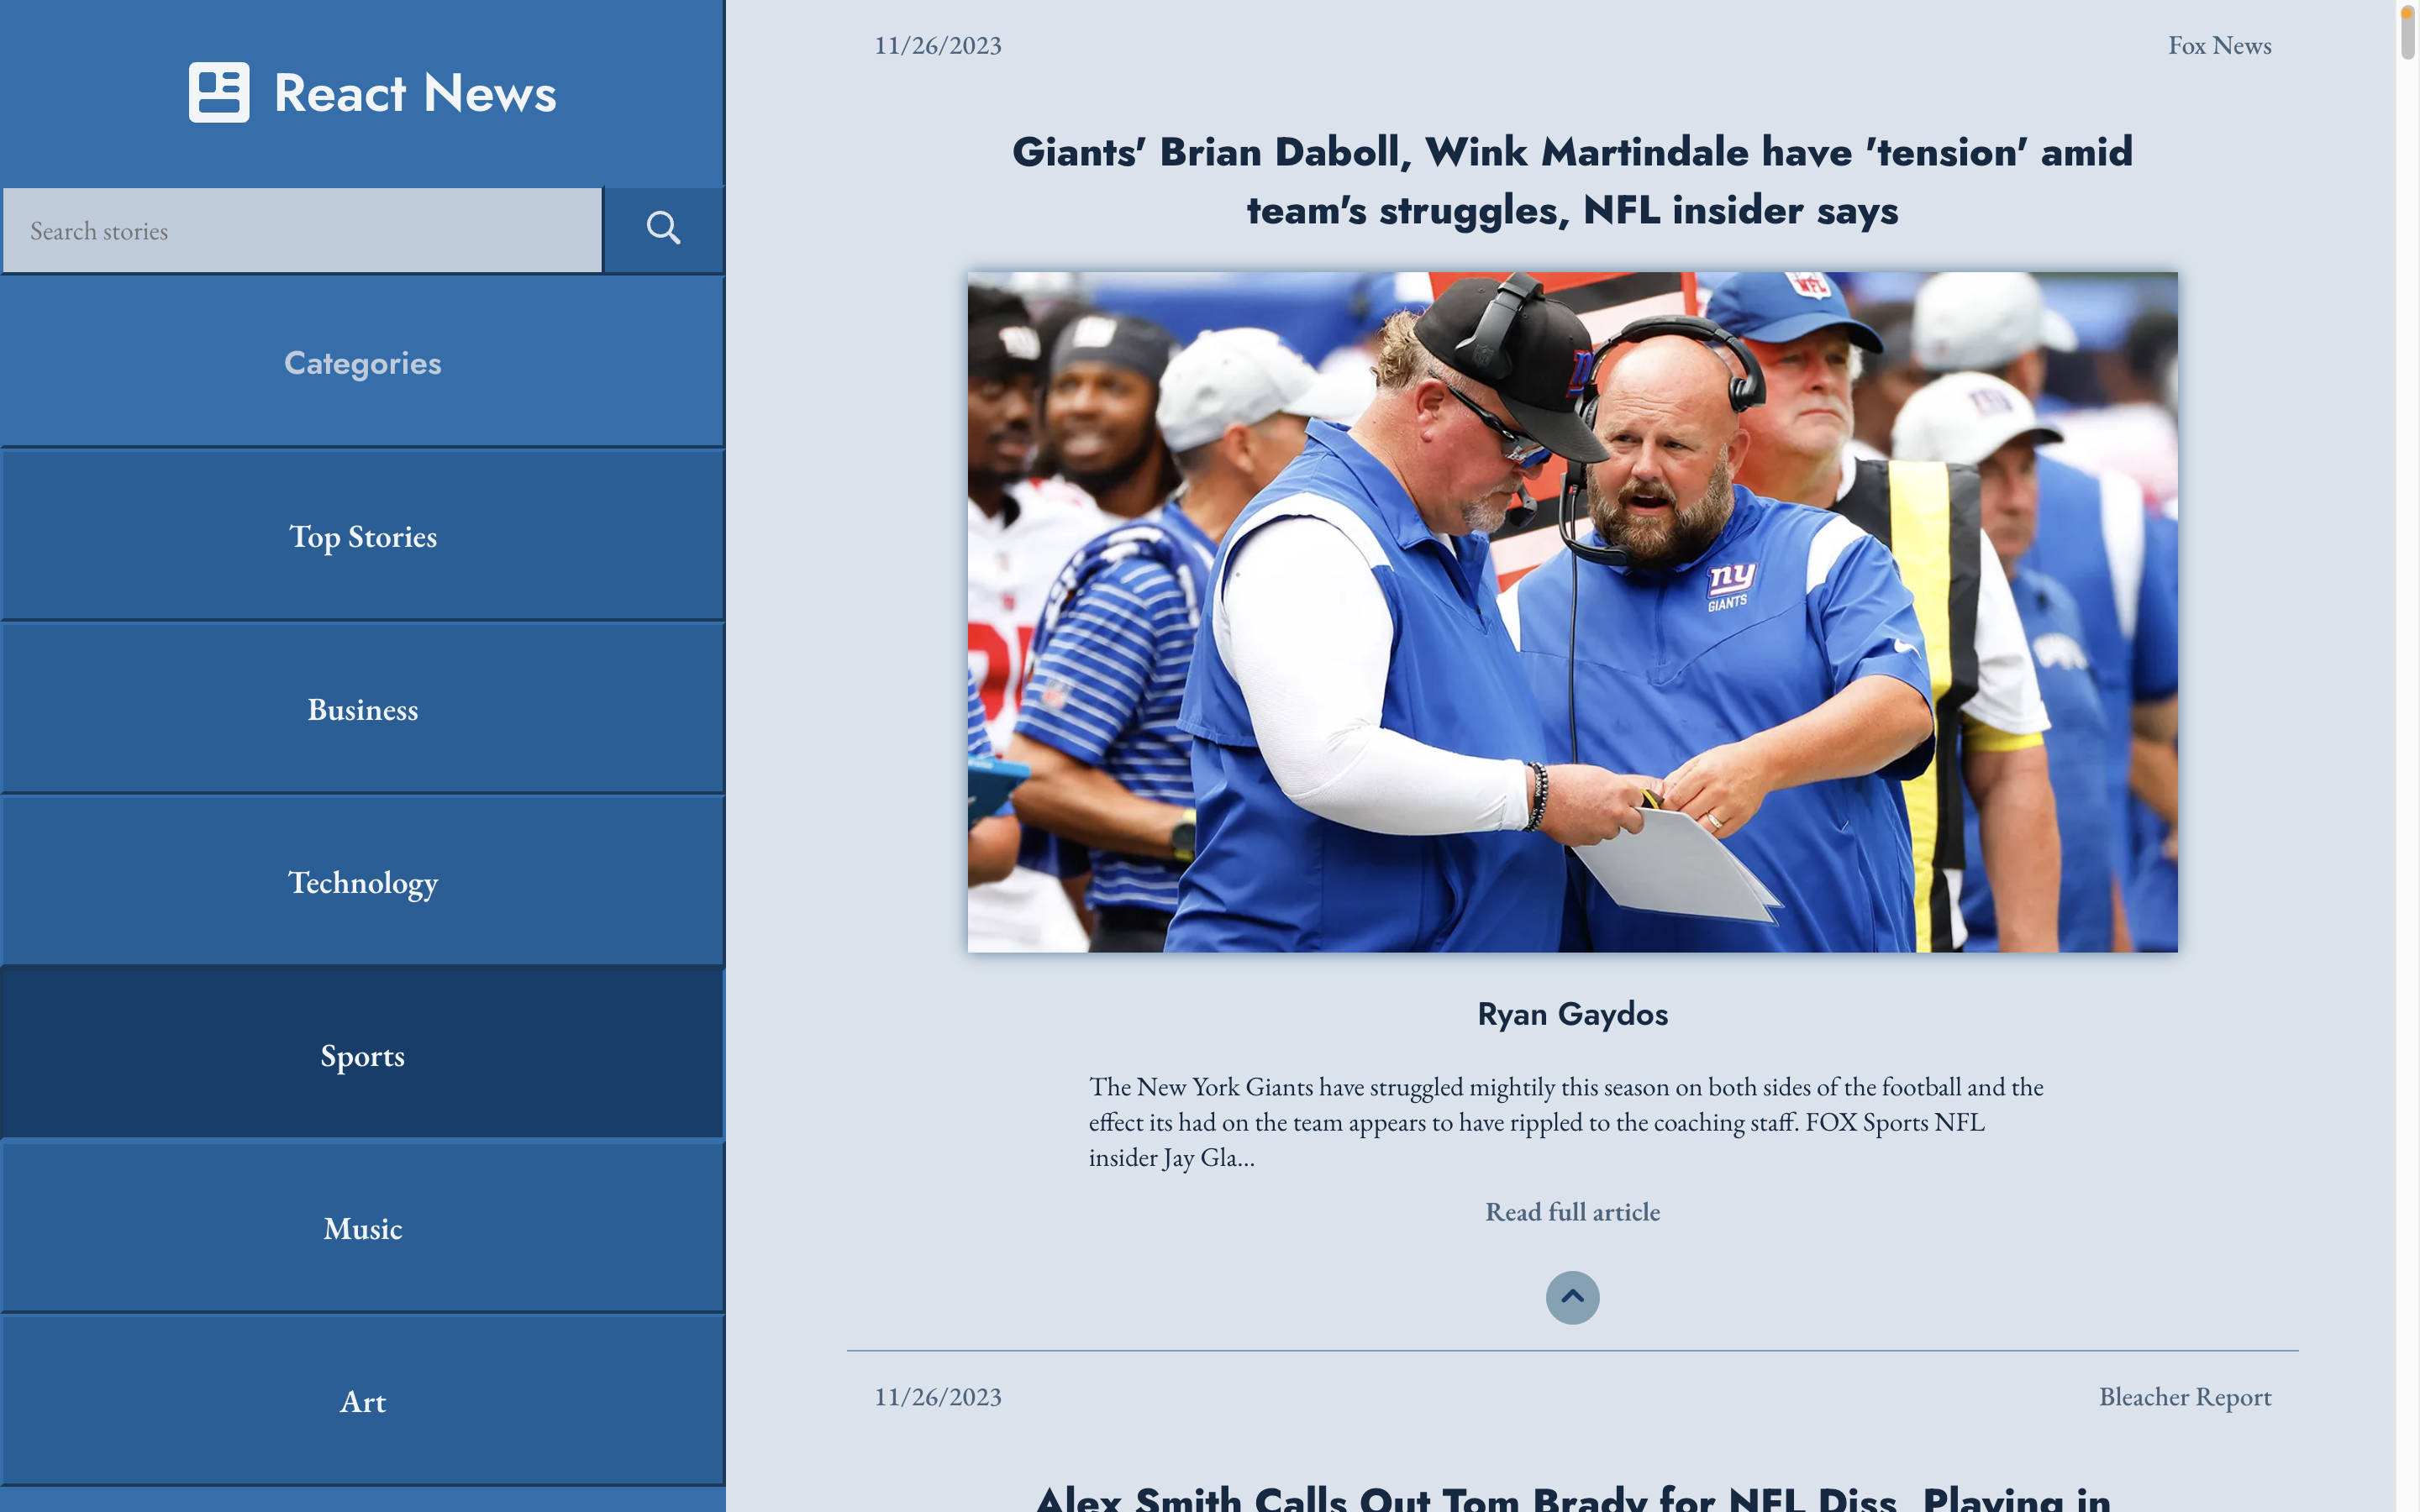 React News
Search stories
Categories
Top Stories
Business
Technology
Sports
Music
Art
11/26/2023
Fox News
Giants' Brian Daboll, Wink Martindale have 'tension' amid
team's struggles, NFL insider says
NFL
ny
GIANTS
Ryan Gaydos
The New York Giants have struggled mightily this season on both sides of the football and the
effect its had on the team appears to have rippled to the coaching staff. FOX Sports NFL
insider Jay Gla...
Read full article
11/26/2023
Bleacher Report
Alex Smith Calls Out Tom Brady for NFL Diss, Playing in